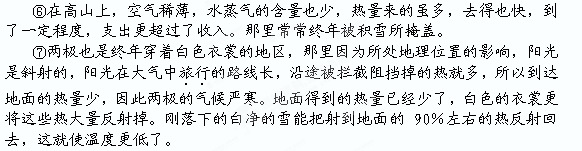 ⑥在高山上，空气稀薄，水蒸气的含量也少，热量来的虽多，去得也快，到
了一定程度，支出更超过了收入。那里常常终年被积雪所掩盖。
⑦两极也是终年穿着白色衣裳的地区，那里因为所处地理位置的影响，阳光
是斜射的，阳光在大气中旅行的路线长，沿途被拦截阻挡掉的热就多，所以到达
地面的热量少，因此两极的气候严寒。地面得到的热量已经少了，白色的衣裳更
将这些热大量反射掉。刚落下的白净的雪能把射到地面的 90%左右的热反射回
去，这就使温度更低了。